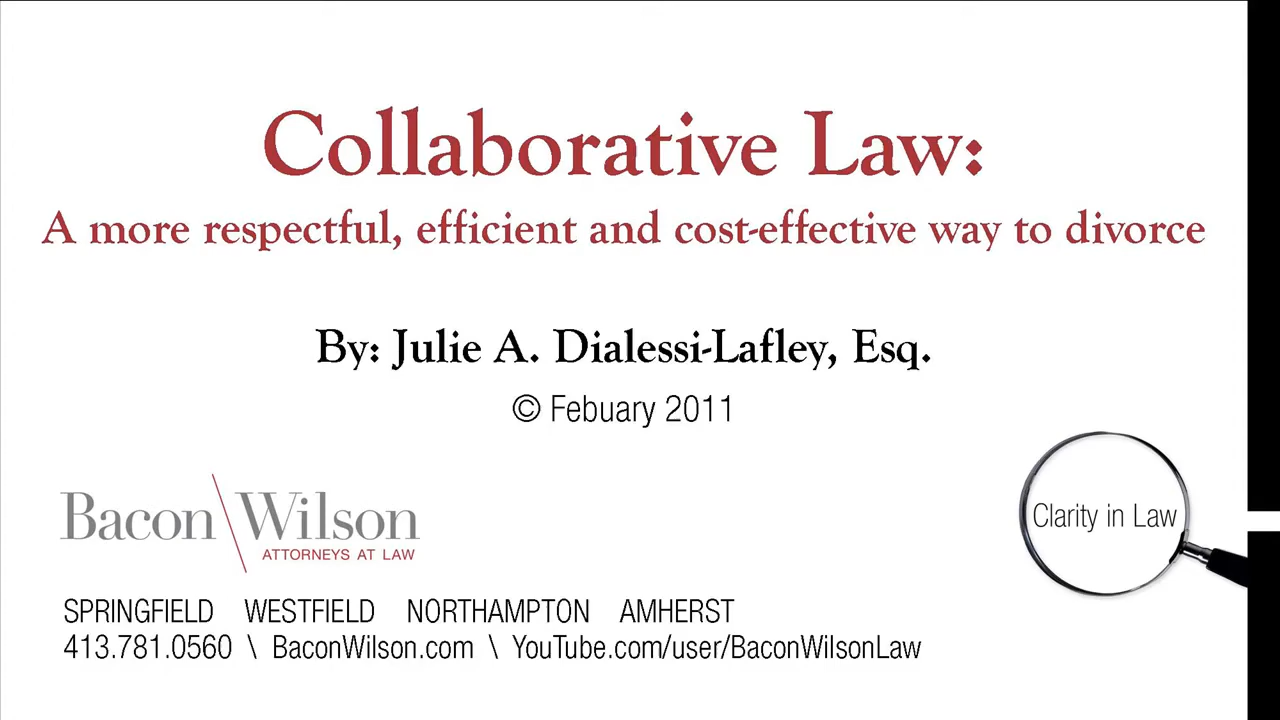 Collaborative Law:
A more respectful, efficient and cost-effective way to divorce
By: Julie A. Dialessi-Lafley, Esq.
© Febuary 2011
Clarity in Law
Bacon\Wilson
ATTORNEYS AT LAW
SPRINGFIELD WESTFIELD NORTHAMPTON AMHERST
413.781.0560 \ BaconWilson.com \ YouTube.com/user/BaconWilsonLaw